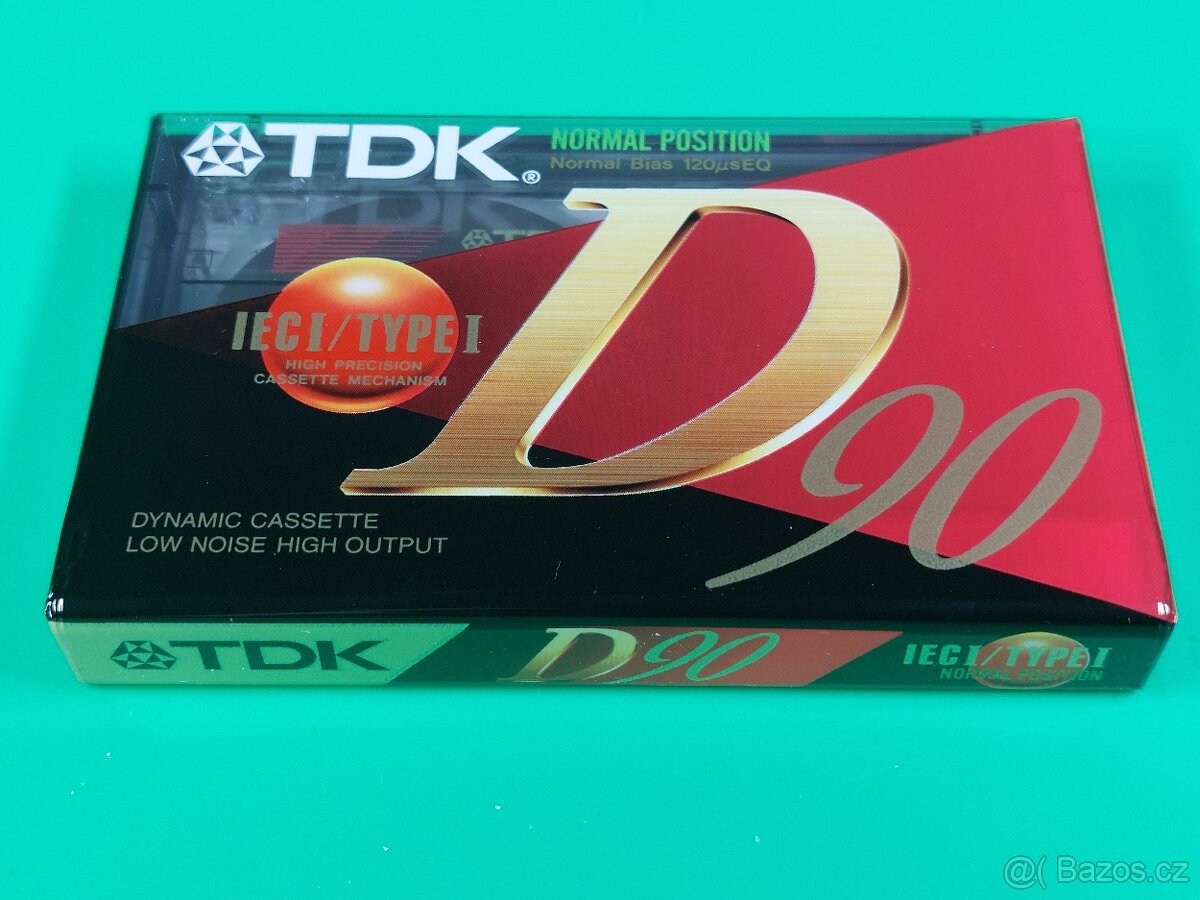 TDK®
NORMAL POSITION
Normal Bias 120µsEQ
TDK
D
IEC I/TYPE I
HIGH PRECISION
CASSETTE MECHANISM
90
DYNAMIC CASSETTE
LOW NOISE HIGH OUTPUT
TDK
D90
IEC I/TYPE I
NORMAL POSITION
@( Bazos.cz